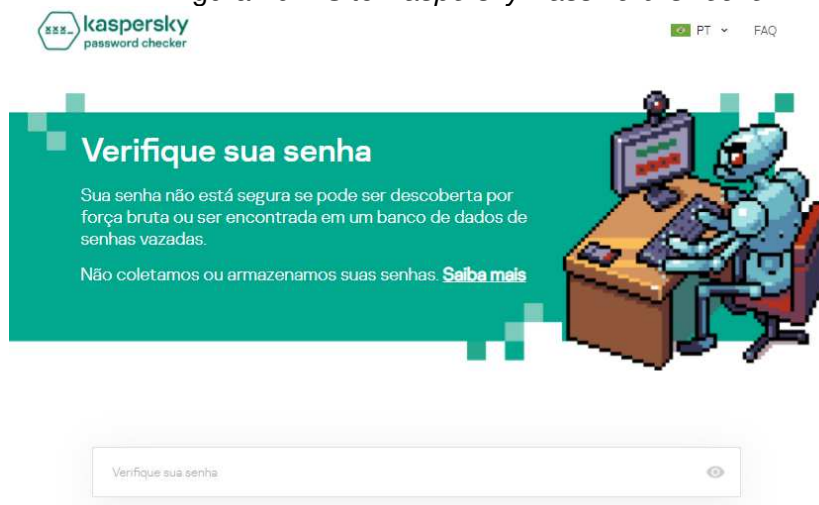 kaspersky
password checker
PT
FAQ
Verifique sua senha
Sua senha não está segura se pode ser descoberta por
força bruta ou ser encontrada em um banco de dados de
senhas vazadas.
Não coletamos ou armazenamos suas senhas. Saiba mais
Verifique sua senha